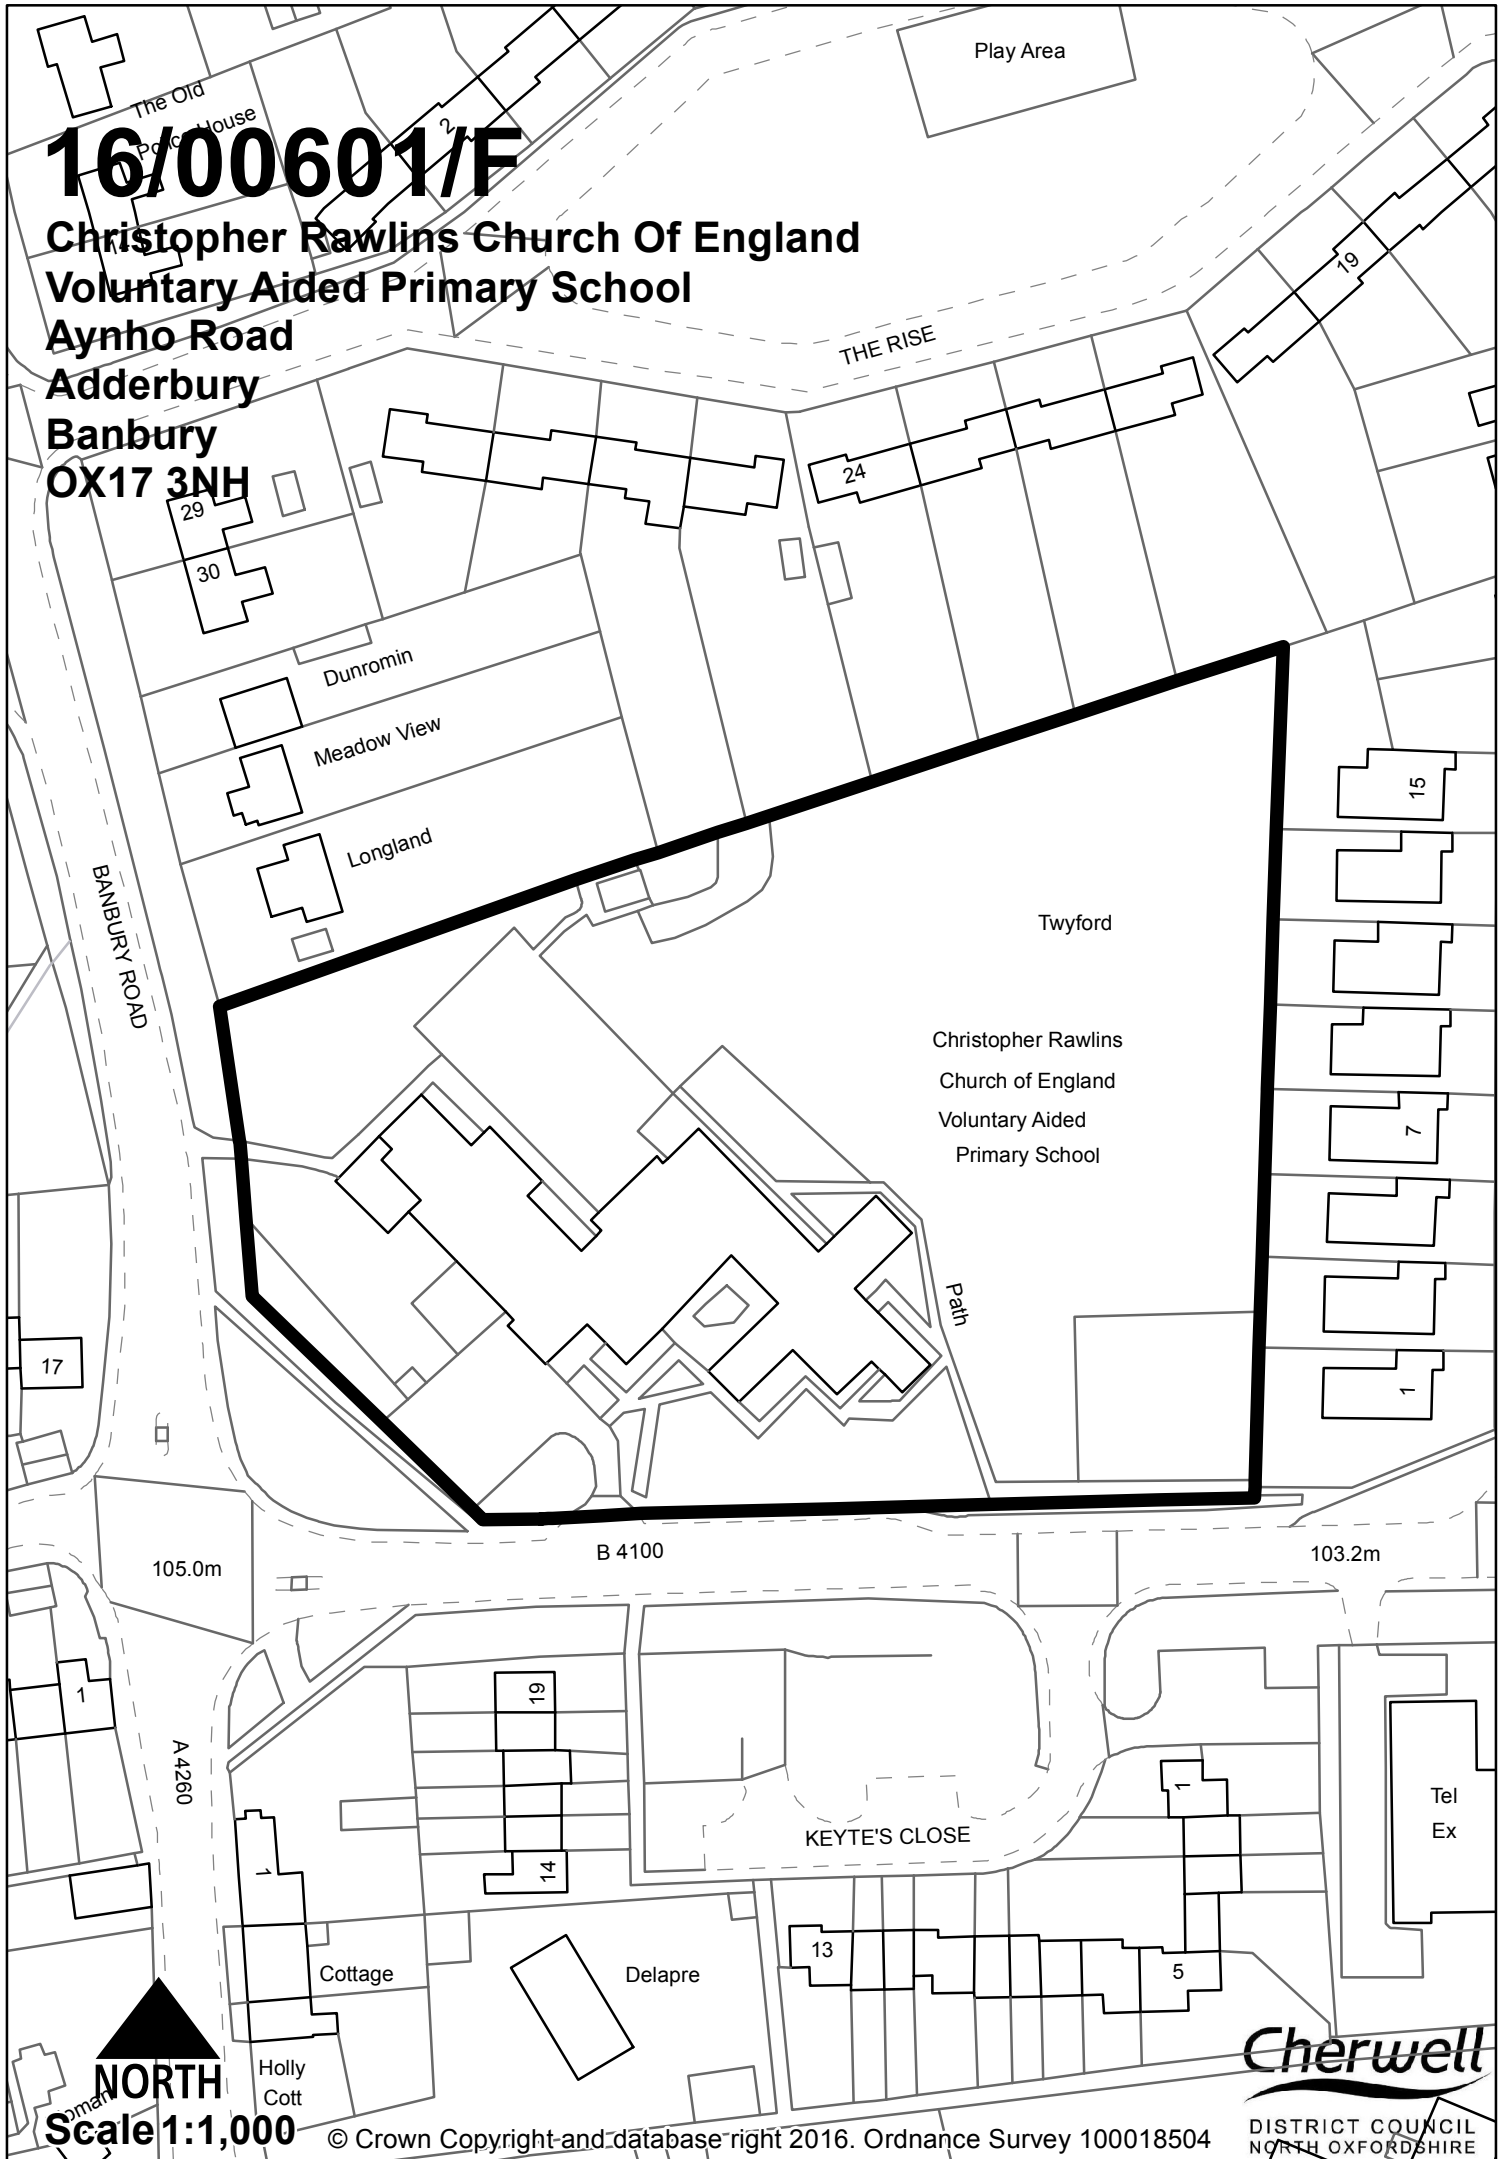 Play Area
The Old
Police House
2
16/00601/F
Christopher Rawlins Church Of England
Voluntary Aided Primary School
Aynho Road
Adderbury
Banbury
OX17 3NH
19
THE RISE
24
29
30
Dunromin
Meadow View
Longland
BANBURY ROAD
15
Twyford
Christopher Rawlins
Church of England
Voluntary Aided
Primary School
7
Path
17
1
B 4100
105.0m
103.2m
1
19
A 4260
1
Tel
Ex
KEYTE'S CLOSE
1
14
13
5
Cottage
Delapre
Holly
Cott
NORTH
Scale 1:1,000
© Crown Copyright and database right 2016. Ordnance Survey 100018504
Cherwell
DISTRICT COUNCIL
NORTH OXFORDSHIRE